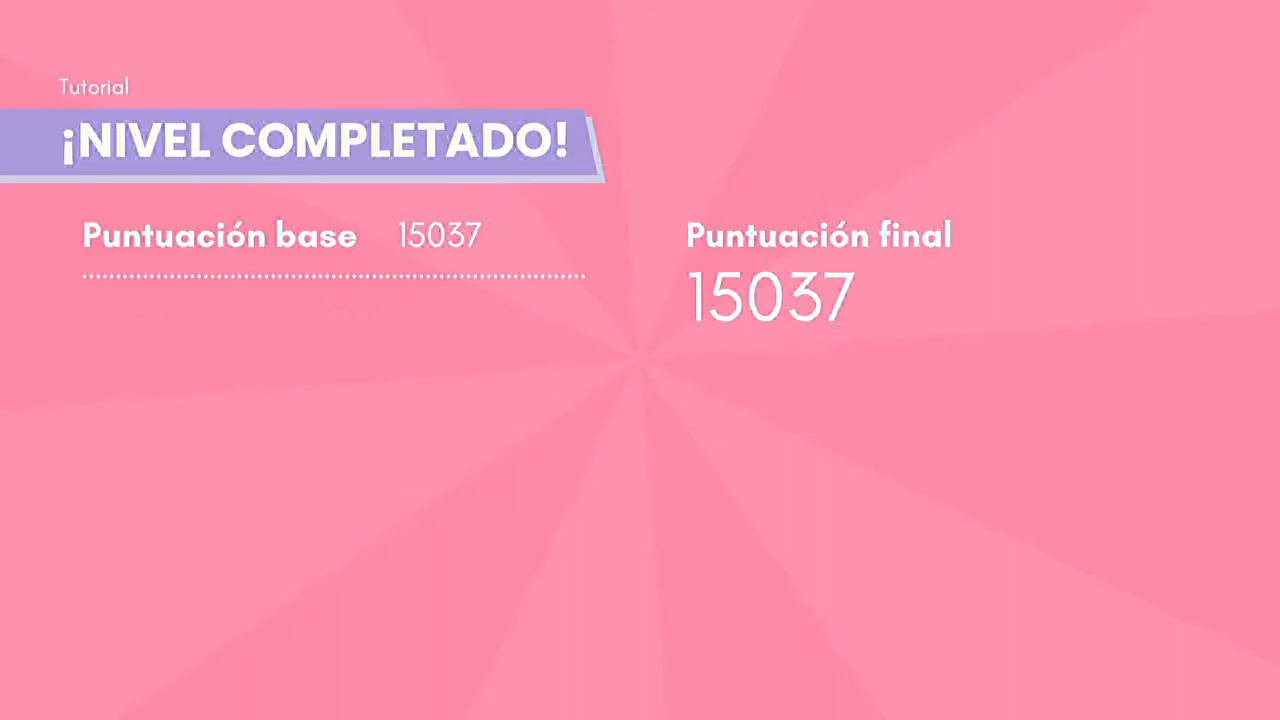 Tutorial
¡NIVEL COMPLETADO!
Puntuación base 15037
Puntuación final
15037